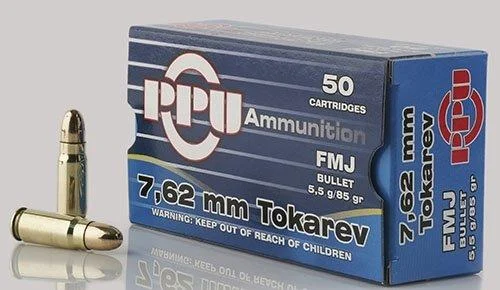 PPU
Ammunition
50
CARTRIDGES
FMJ
BULLET
5,5 g/85 gr
7,62 mm Tokarev
WARNING: KEEP OUT OF REACH OF CHILDREN
PPU
7,62 mm
Tokarev
FMJ
BULLET
5,5 g/85 gr